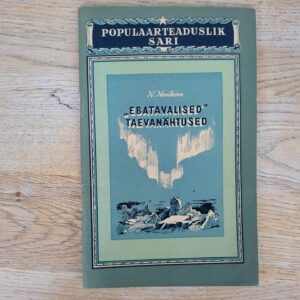 POPULAARTEADUSLIK
SARI
„EBATAVALISED”
TAEVANÄHTUSED